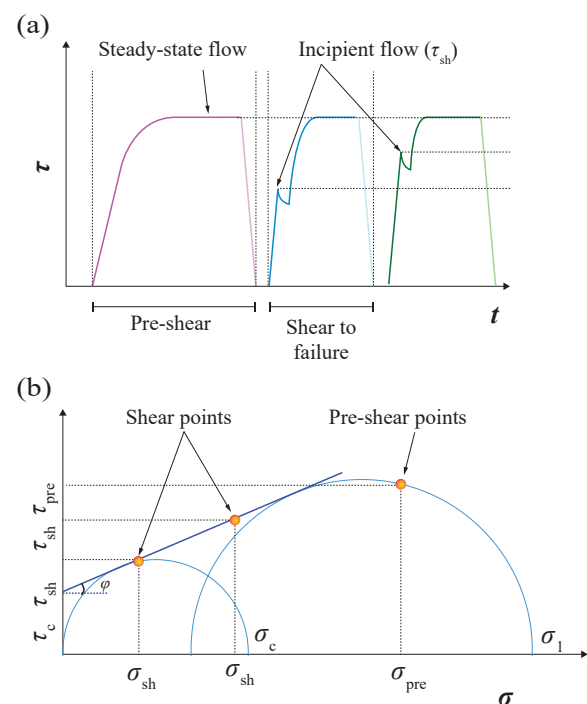 (a)
Steady-state flow
Incipient flow (τsh)
τ
t
Pre-shear
Shear to
failure
(b)
Shear points
Pre-shear points
τpre
τsh
τsh
τc
φ
σc
σ1
σsh
σsh
σpre
σ